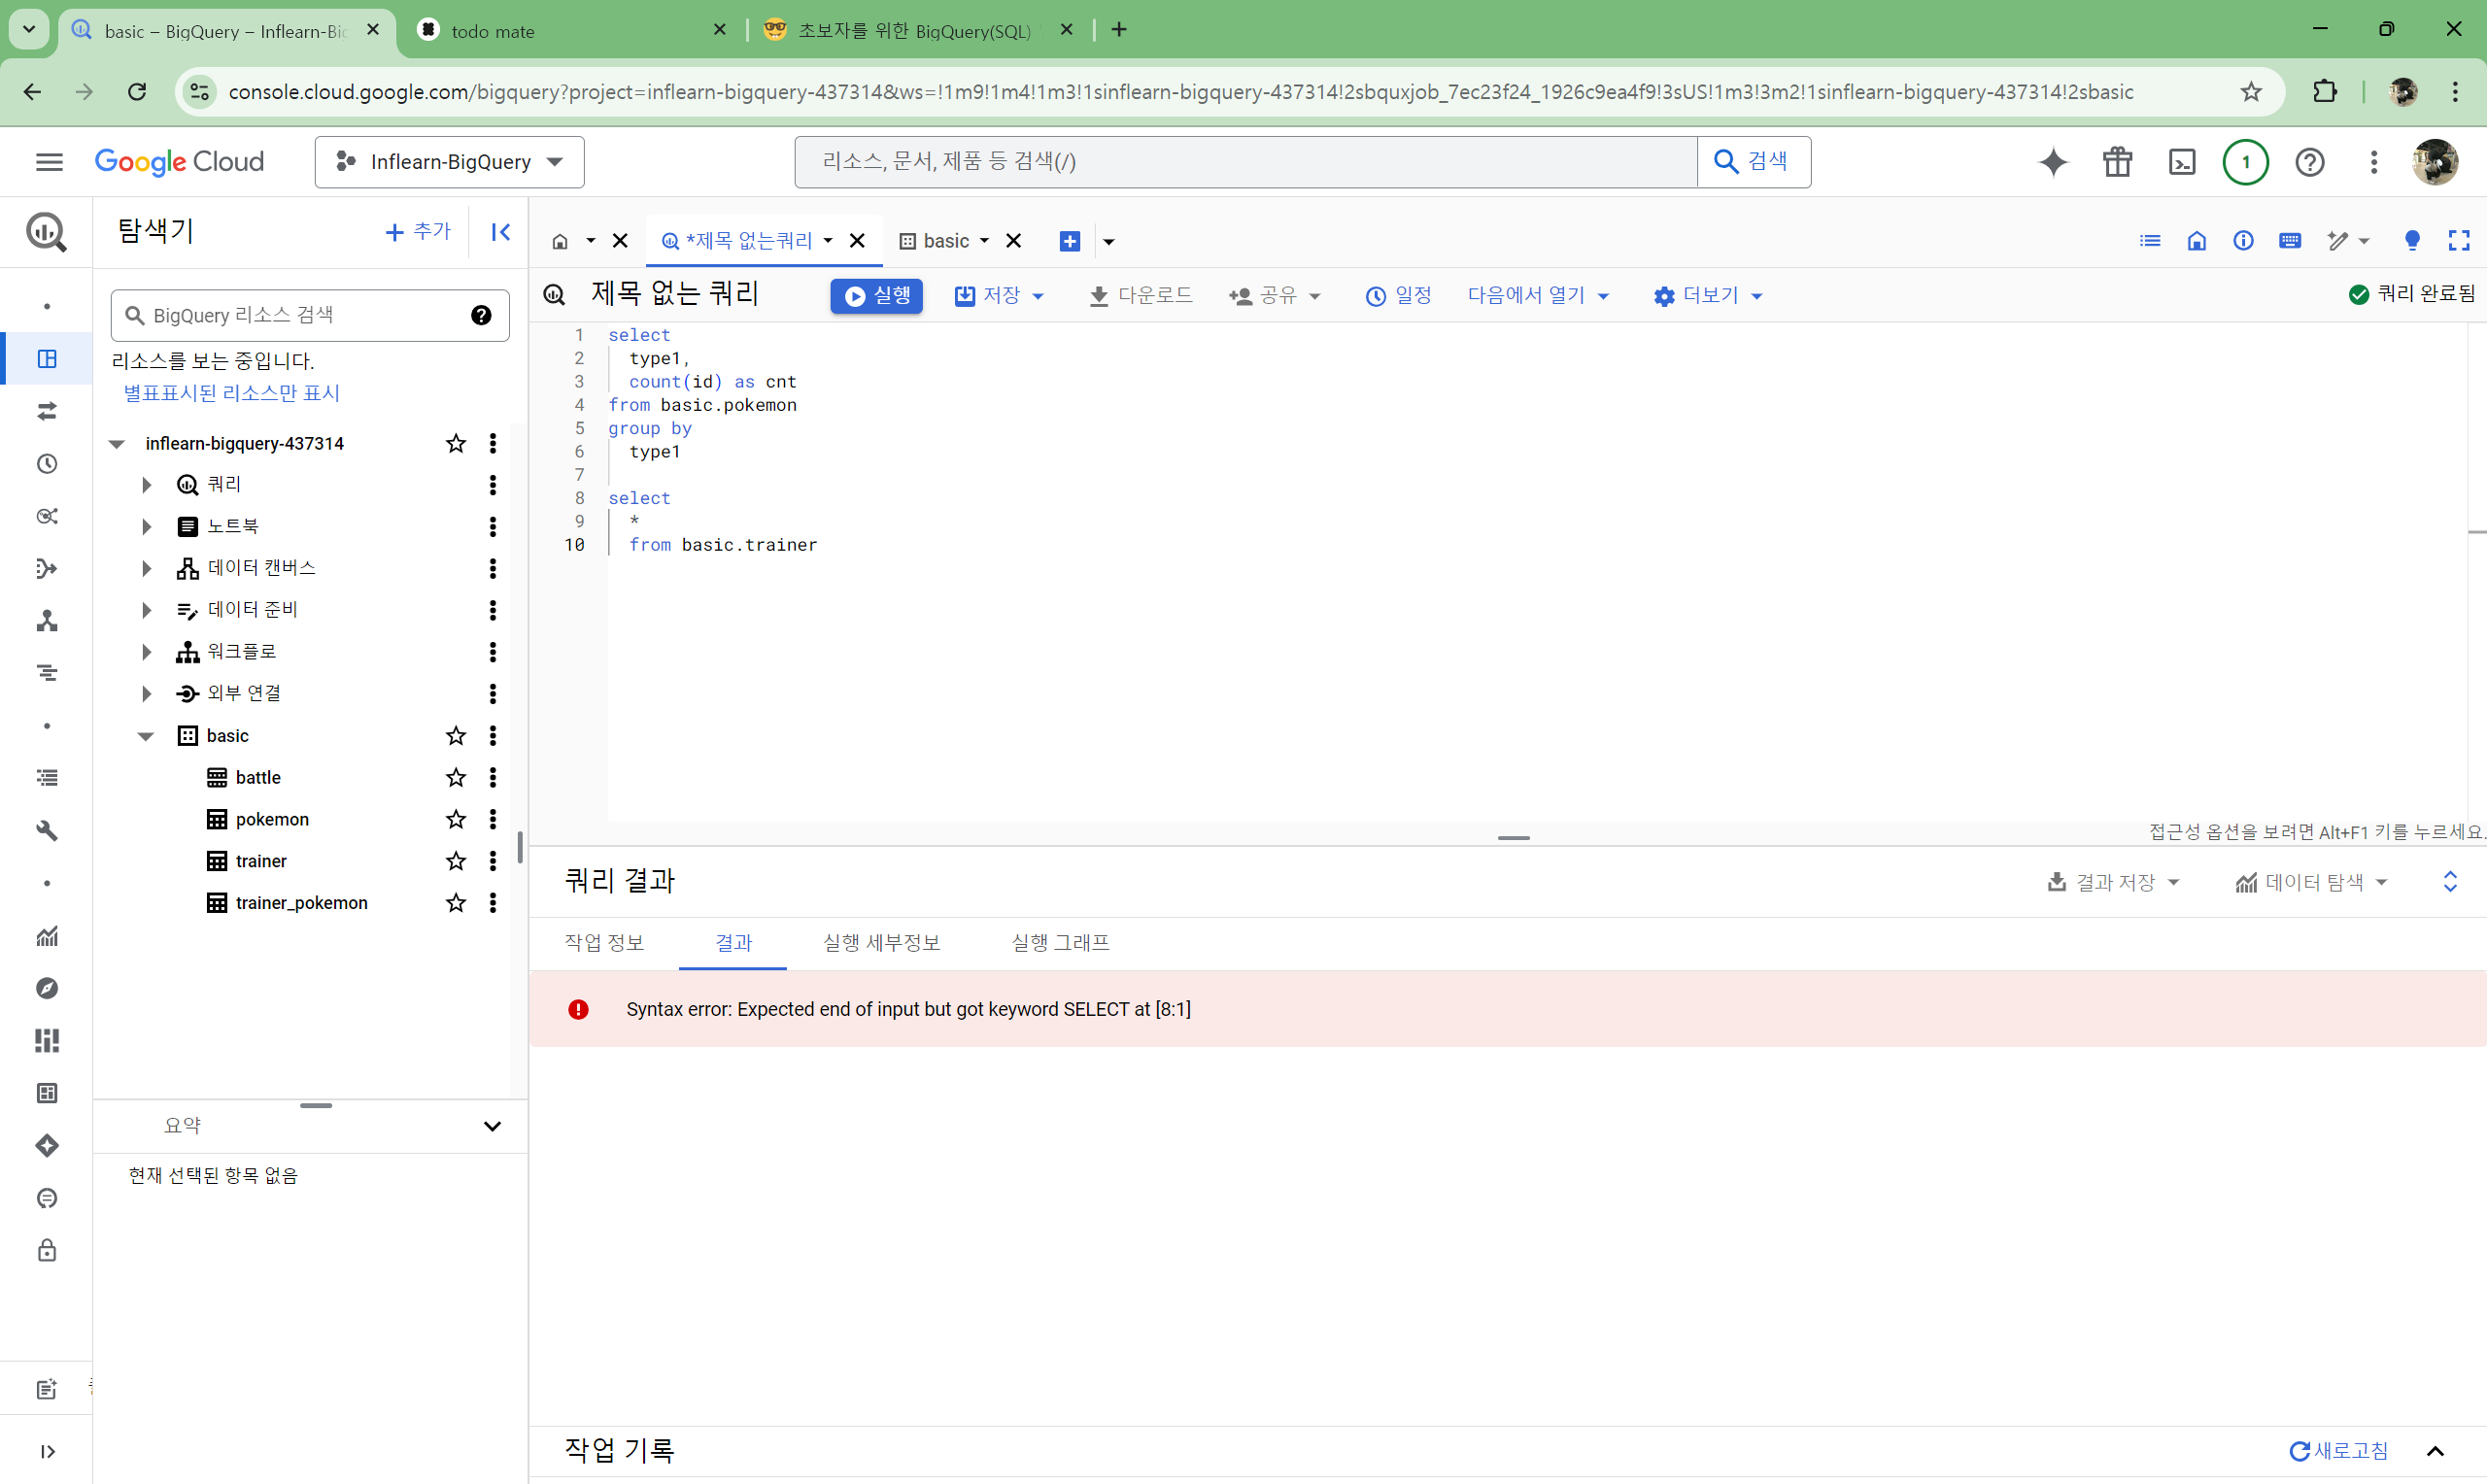 basic – BigQuery – Inflearn-Bi
todo mate
초보자를 위한 BigQuery(SQL)
console.cloud.google.com/bigquery?project=inflearn-bigquery-437314&ws=!1m9!1m4!1m3!1sinflearn-bigquery-437314!2sbquxjob_7ec23f24_1926c9ea4f9!3sUS!1m3!3m2!1sinflearn-bigquery-437314!2sbasic
Google Cloud
Inflearn-BigQuery
리소스, 문서, 제품 등 검색(/)
검색
1
탐색기
+ 추가
BigQuery 리소스 검색
리소스를 보는 중입니다.
별표표시된 리소스만 표시
inflearn-bigquery-437314
쿼리
노트북
데이터 캔버스
데이터 준비
워크플로
외부 연결
basic
battle
pokemon
trainer
trainer_pokemon
요약
현재 선택된 항목 없음
*제목 없는쿼리
basic
제목 없는 쿼리
실행
저장
다운로드
공유
일정
다음에서 열기
더보기
쿼리 완료됨
1 select
2 type1,
3 count(id) as cnt
4 from basic.pokemon
5 group by
6 type1
7
8 select
9 *
10 from basic.trainer
접근성 옵션을 보려면 Alt+F1 키를 누르세요.
쿼리 결과
결과 저장
데이터 탐색
작업 정보
결과
실행 세부정보
실행 그래프
Syntax error: Expected end of input but got keyword SELECT at [8:1]
작업 기록
새로고침